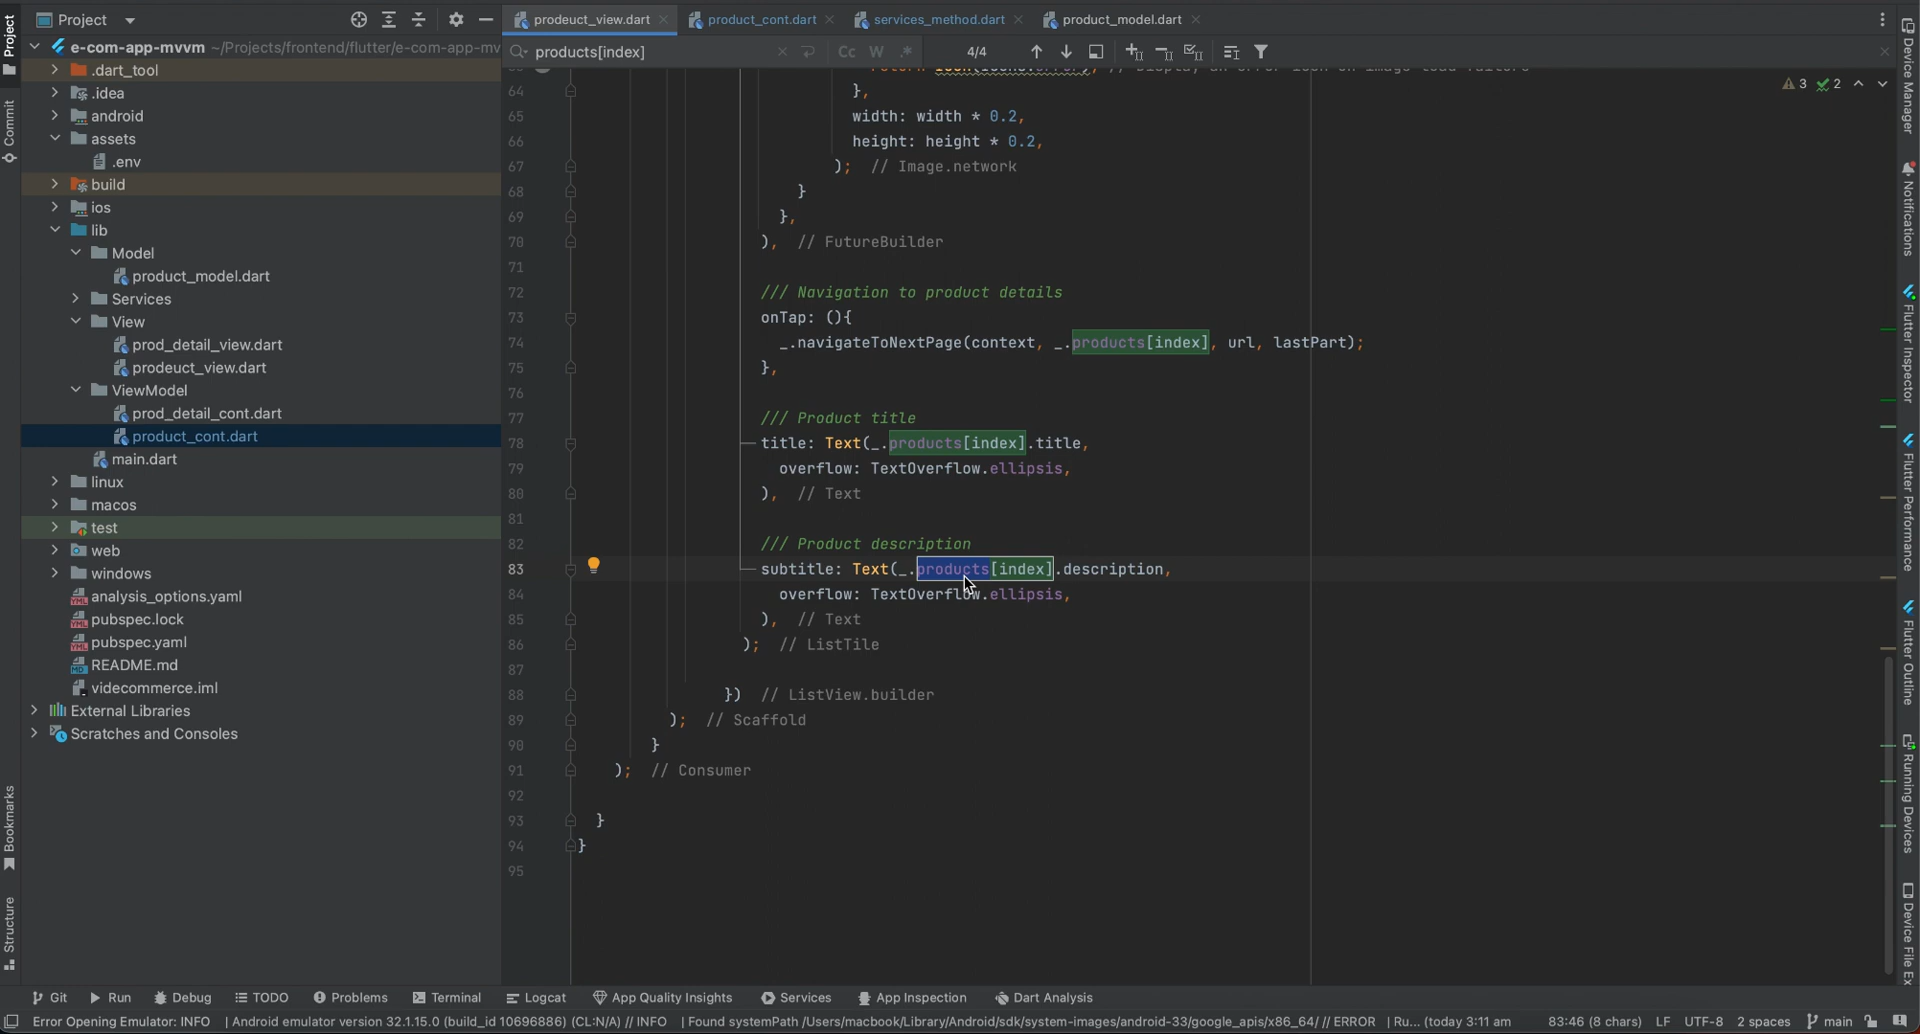 Project
prodeuct_view.dart
product_cont.dart
services_method.dart
product_model.dart
products[index]
Cc
W
.*
4/4
3
2
Project
Commit
Bookmarks
Structure
e-com-app-mvvm ~/Projects/frontend/flutter/e-com-app-mv
.dart_tool
.idea
android
assets
.env
build
ios
lib
Model
product_model.dart
Services
View
prod_detail_view.dart
prodeuct_view.dart
ViewModel
prod_detail_cont.dart
product_cont.dart
main.dart
linux
macos
test
web
windows
analysis_options.yaml
pubspec.lock
pubspec.yaml
README.md
videcommerce.iml
External Libraries
Scratches and Consoles
64 },
65 width: width * 0.2,
66 height: height * 0.2,
67 ); // Image.network
68 }
69 },
70 ), // FutureBuilder
71
72 /// Navigation to product details
73 onTap: (){
74 _.navigateToNextPage(context, _.products[index], url, lastPart);
75 },
76
77 /// Product title
78 title: Text(_.products[index].title,
79 overflow: TextOverflow.ellipsis,
80 ), // Text
81
82 /// Product description
83 subtitle: Text(_.products[index].description,
84 overflow: TextOverflow.ellipsis,
85 ), // Text
86 ); // ListTile
87
88 }) // ListView.builder
89 ); // Scaffold
90 }
91 ); // Consumer
92
93 }
94 }
95
Device Manager
Notifications
Flutter Inspector
Flutter Performance
Flutter Outline
Running Devices
Device File Ex
Git
Run
Debug
TODO
Problems
Terminal
Logcat
App Quality Insights
Services
App Inspection
Dart Analysis
Error Opening Emulator: INFO | Android emulator version 32.1.15.0 (build_id 10696886) (CL:N/A) // INFO | Found systemPath /Users/macbook/Library/Android/sdk/system-images/android-33/google_apis/x86_64/ // ERROR | Ru... (today 3:11 am
83:46 (8 chars)
LF
UTF-8
2 spaces
main